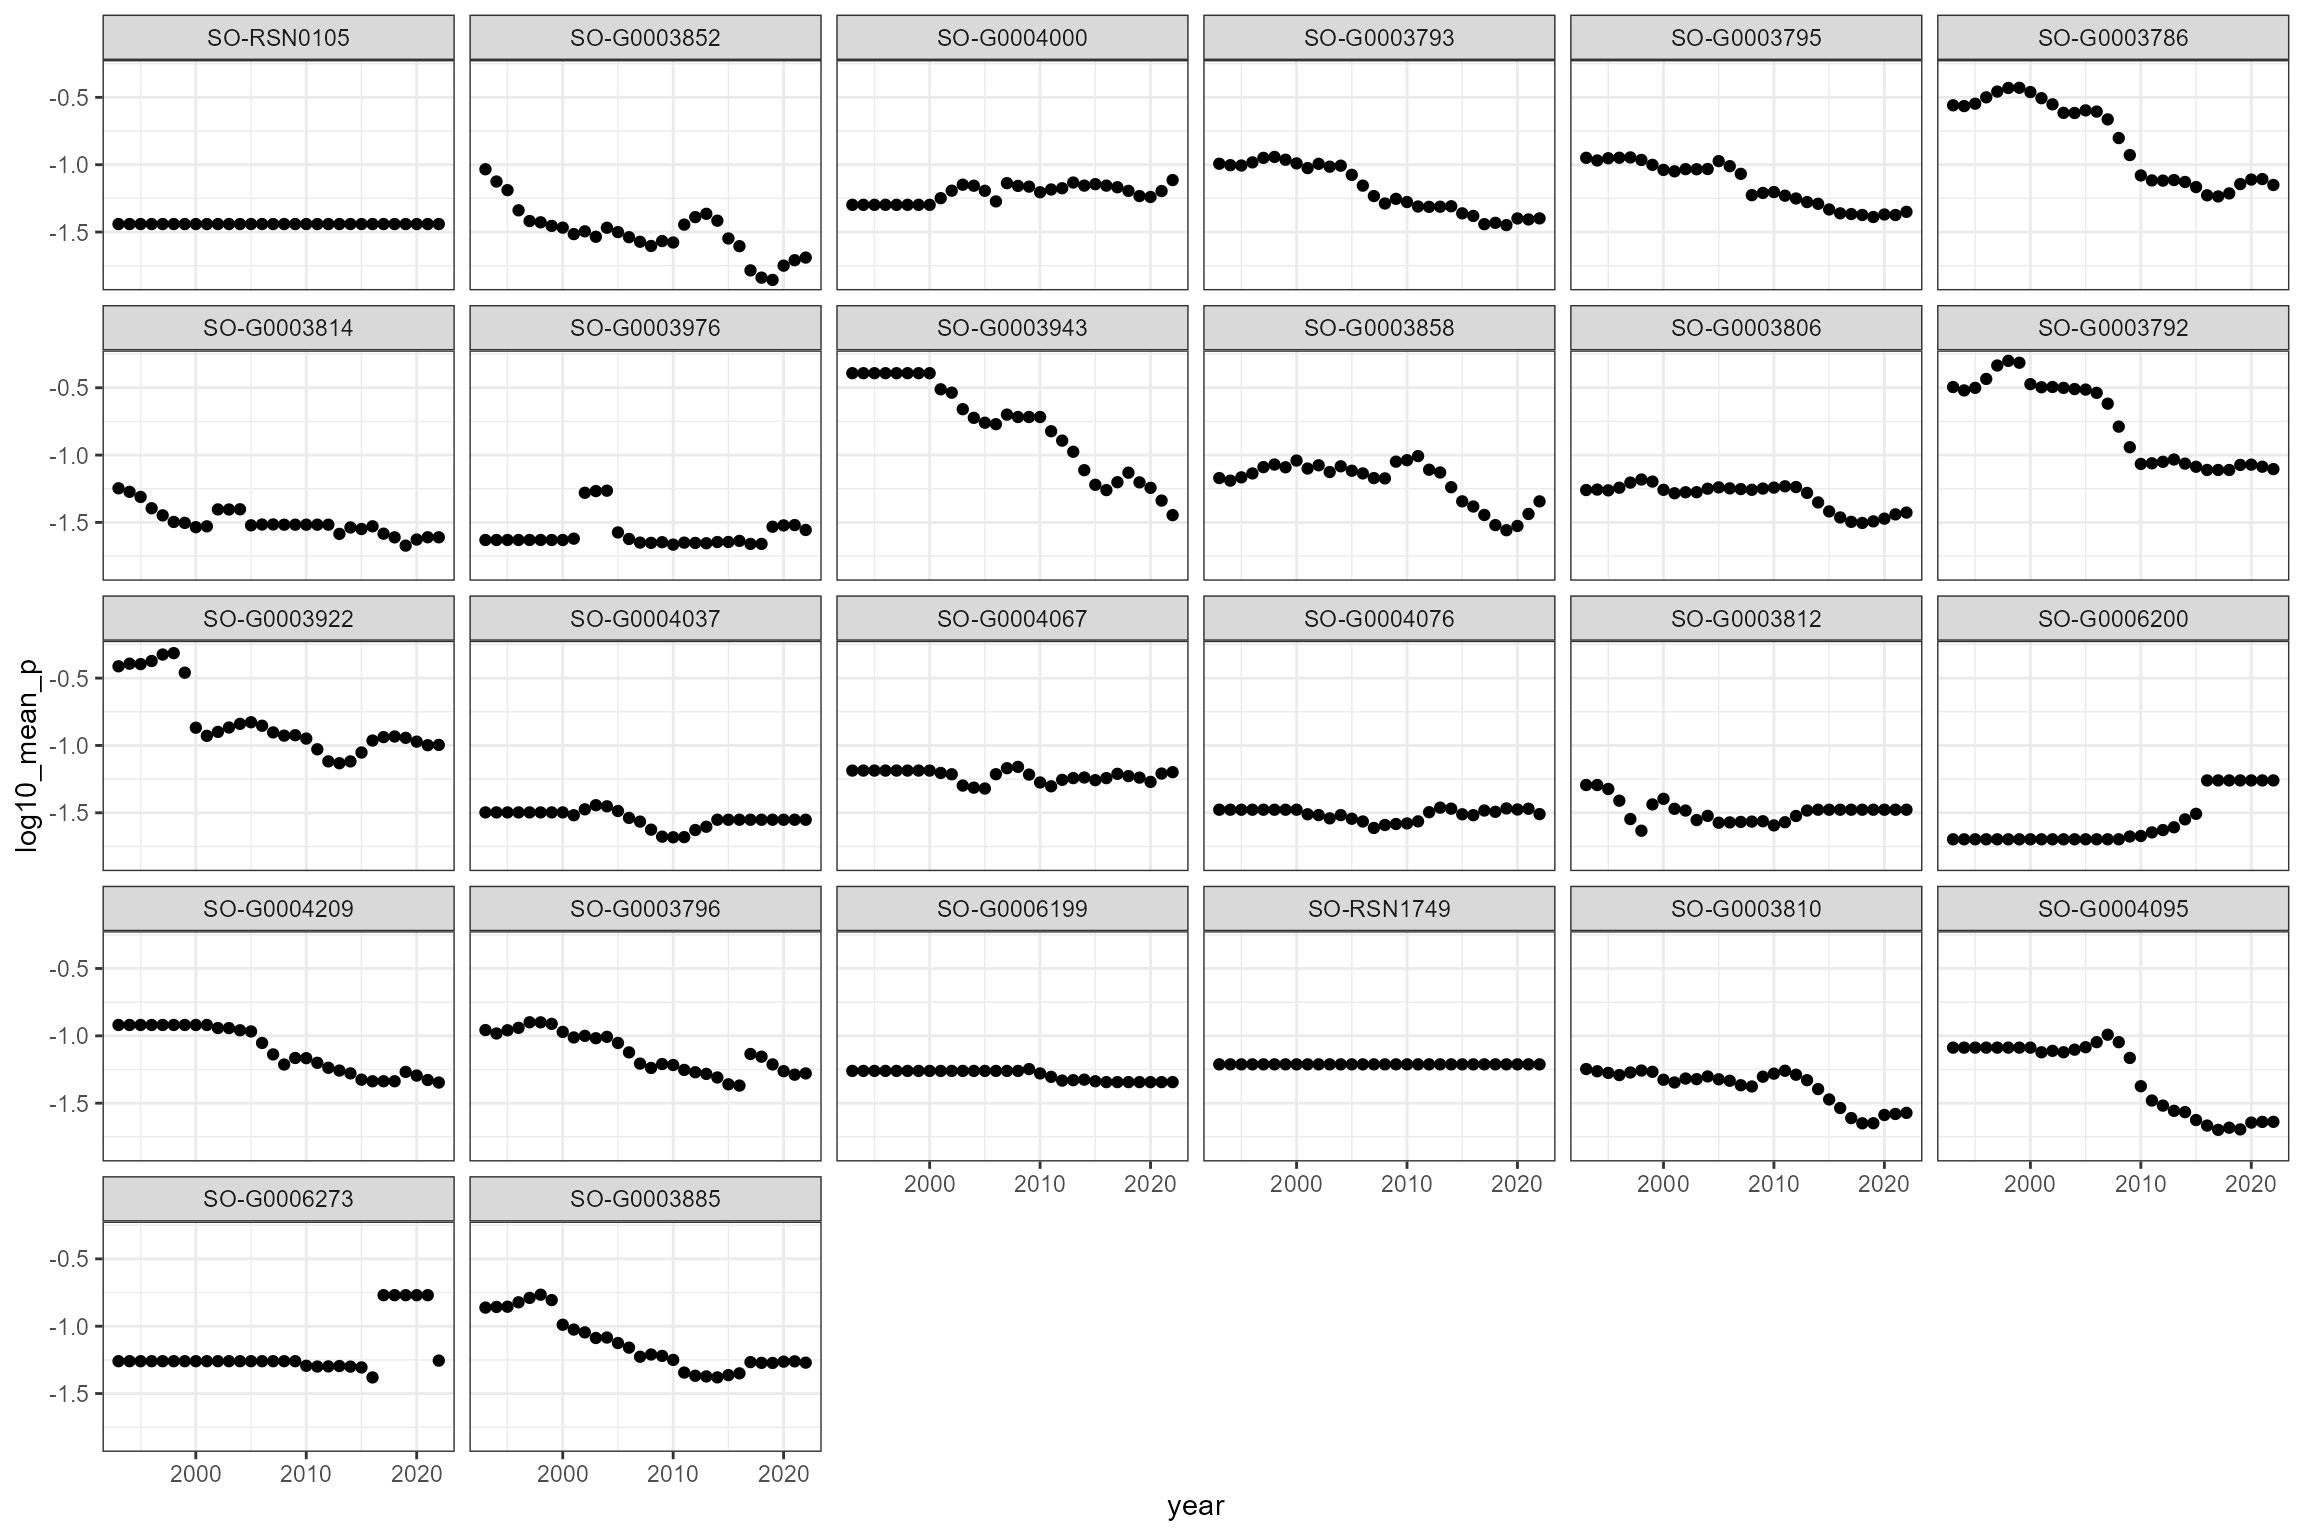 SO-RSN0105 SO-G0003852 SO-G0004000 SO-G0003793 SO-G0003795 SO-G0003786
-0.5
-1.0
-1.5
SO-G0003814 SO-G0003976 SO-G0003943 SO-G0003858 SO-G0003806 SO-G0003792
-0.5
-1.0
-1.5
SO-G0003922 SO-G0004037 SO-G0004067 SO-G0004076 SO-G0003812 SO-G0006200
-0.5
-1.0
-1.5
log10_mean_p
SO-G0004209 SO-G0003796 SO-G0006199 SO-RSN1749 SO-G0003810 SO-G0004095
-0.5
-1.0
-1.5
2000 2010 2020 2000 2010 2020 2000 2010 2020 2000 2010 2020
SO-G0006273 SO-G0003885
-0.5
-1.0
-1.5
2000 2010 2020 2000 2010 2020
year